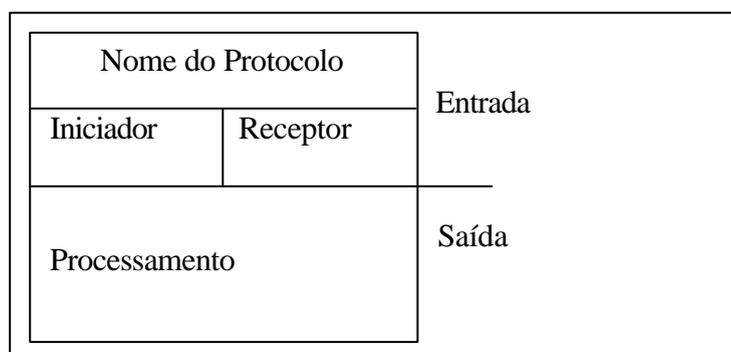 Nome do Protocolo
Entrada
Iniciador
Receptor
Saída
Processamento